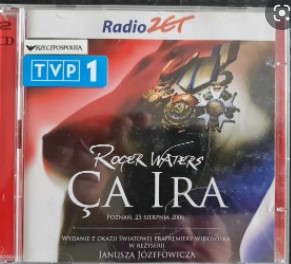 2
CD
Radio ZET
RZECZPOSPOLITA
TVP 1
ROGER WATERS
ÇA IRA
POZNAŃ, 25 SIERPNIA 2006
WYDANIE Z OKAZJI ŚWIATOWEJ PRAPREMIERY WIDOWISKA
W REŻYSERII
JANUSZA JÓZEFOWICZA